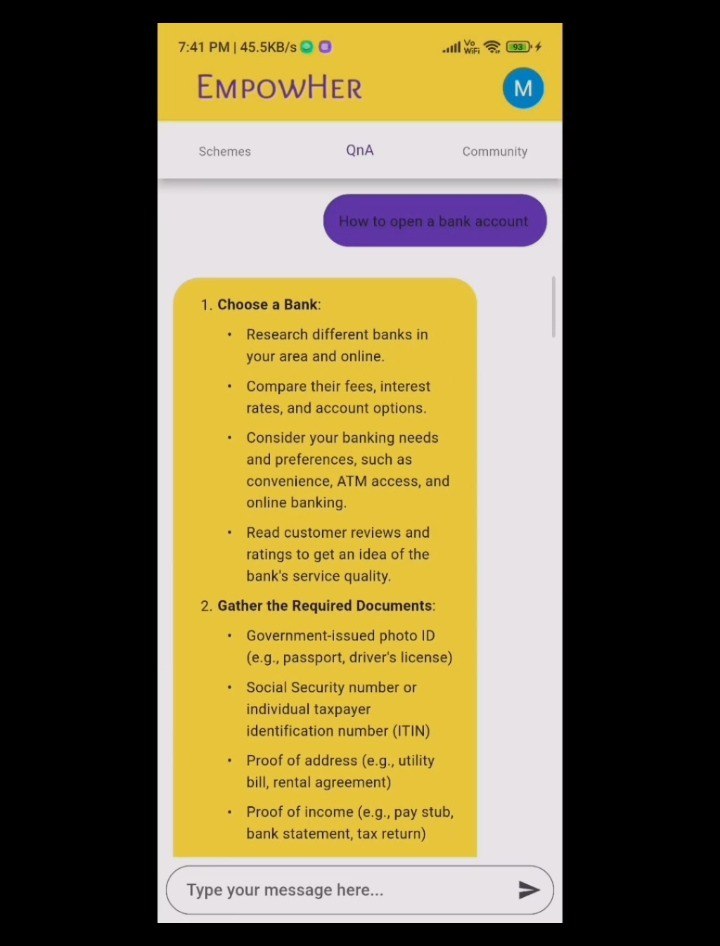 7:41 PM | 45.5KB/s
Vo
WiFi
93
EMPOWHER
M
Schemes QnA Community
How to open a bank account
1. Choose a Bank:
• Research different banks in
your area and online.
• Compare their fees, interest
rates, and account options.
• Consider your banking needs
and preferences, such as
convenience, ATM access, and
online banking.
• Read customer reviews and
ratings to get an idea of the
bank's service quality.
2. Gather the Required Documents:
• Government-issued photo ID
(e.g., passport, driver's license)
• Social Security number or
individual taxpayer
identification number (ITIN)
• Proof of address (e.g., utility
bill, rental agreement)
• Proof of income (e.g., pay stub,
bank statement, tax return)
Type your message here...